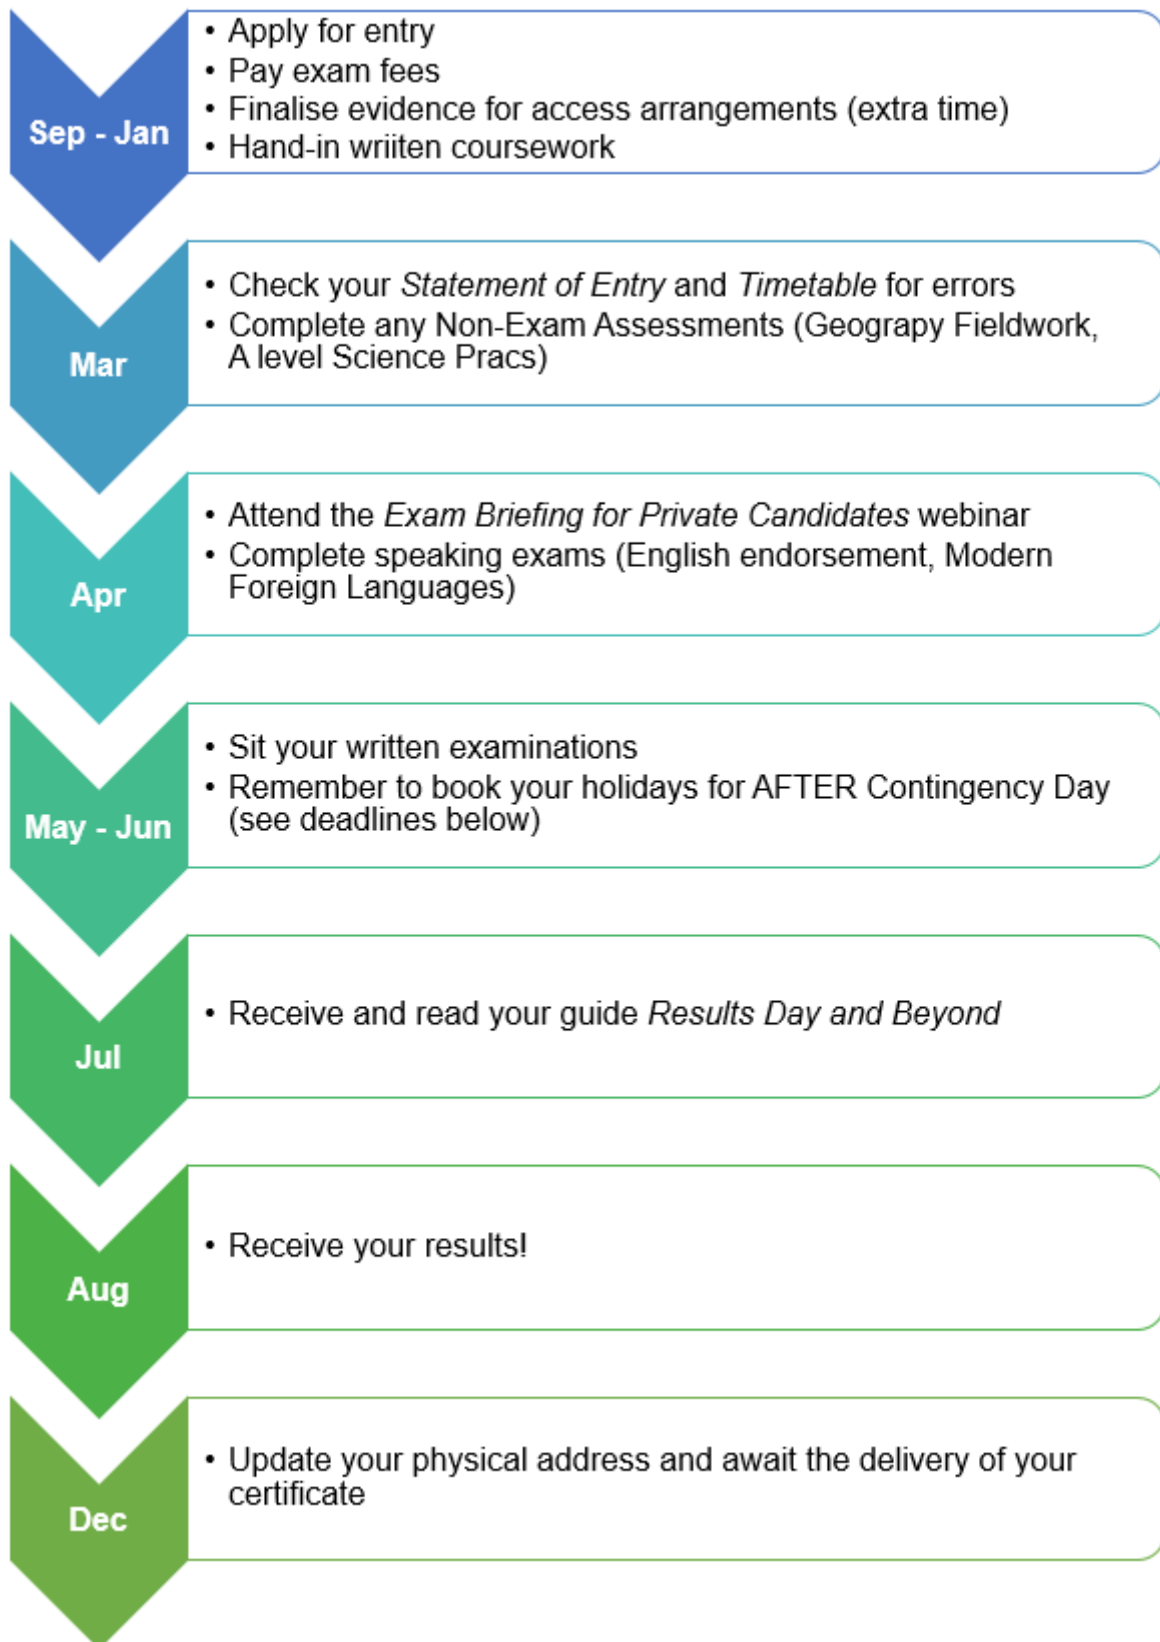 Sep - Jan
• Apply for entry
• Pay exam fees
• Finalise evidence for access arrangements (extra time)
• Hand-in wriiten coursework
Mar
• Check your Statement of Entry and Timetable for errors
• Complete any Non-Exam Assessments (Geograpy Fieldwork,
A level Science Pracs)
Apr
• Attend the Exam Briefing for Private Candidates webinar
• Complete speaking exams (English endorsement, Modern
Foreign Languages)
May - Jun
• Sit your written examinations
• Remember to book your holidays for AFTER Contingency Day
(see deadlines below)
Jul
• Receive and read your guide Results Day and Beyond
Aug
• Receive your results!
Dec
• Update your physical address and await the delivery of your
certificate